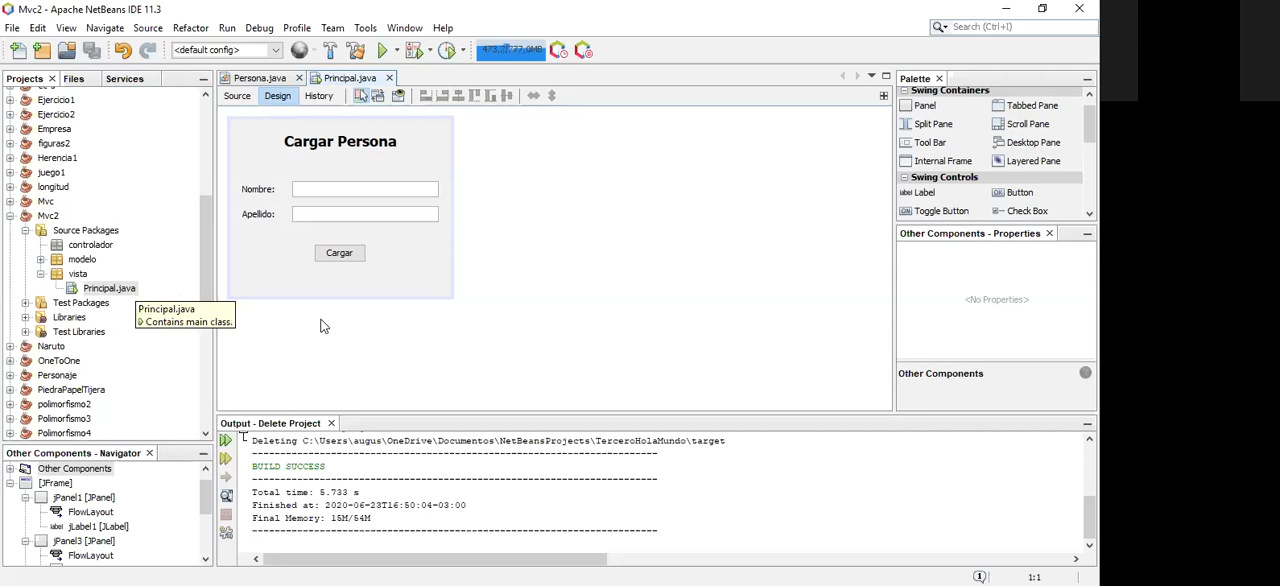 Mvc2 - Apache NetBeans IDE 11.3
File Edit View Navigate Source Refactor Run Debug Profile Team Tools Window Help
Search (Ctrl+I)
<default config>
Projects Files Services
Ejercicio1
Ejercicio2
Empresa
figuras2
Herencia1
juego1
longitud
Mvc
Mvc2
Source Packages
controlador
modelo
vista
Principal.java
Test Packages
Libraries
Test Libraries
Naruto
OneToOne
Personaje
PiedraPapelTijera
polimorfismo2
Polimorfismo3
Polimorfismo4
Principal.java
Contains main class.
Other Components - Navigator
Other Components
[JFrame]
jPanel1 [JPanel]
FlowLayout
label jLabel1 [JLabel]
jPanel3 [JPanel]
FlowLayout
Persona.java Principal.java
Source Design History
Cargar Persona
Nombre:
Apellido:
Cargar
Output - Delete Project
Deleting C:\Users\augus\OneDrive\Documentos\NetBeansProjects\TerceroHolaMundo\target
------------------------------------------------------------------------
BUILD SUCCESS
------------------------------------------------------------------------
Total time: 5.733 s
Finished at: 2020-06-23T16:50:04-03:00
Final Memory: 15M/54M
------------------------------------------------------------------------
Palette
Swing Containers
Panel Tabbed Pane
Split Pane Scroll Pane
Tool Bar Desktop Pane
Internal Frame Layered Pane
Swing Controls
label Label OK Button
ON Toggle Button Check Box
Other Components - Properties
<No Properties>
Other Components
1 1:1